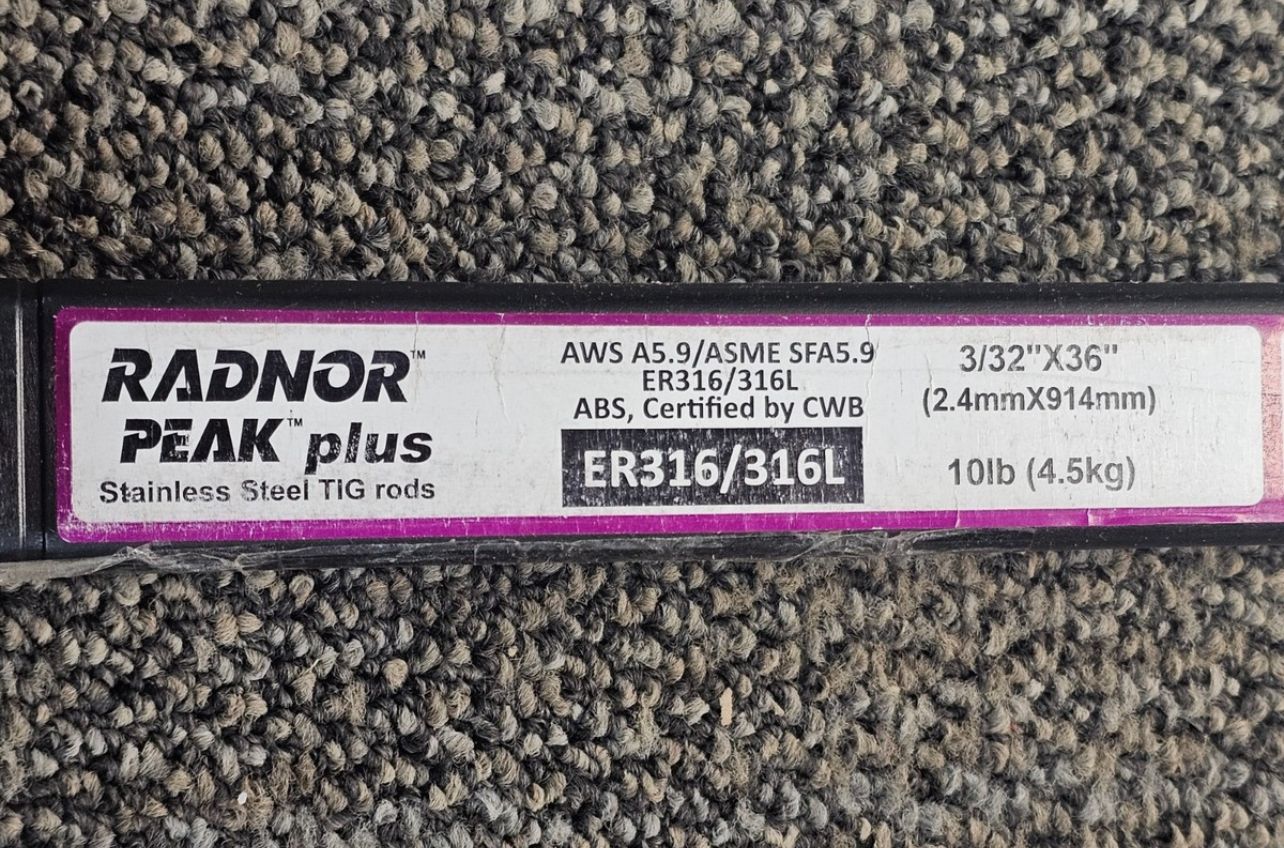 RADNOR™
PEAK™ plus
Stainless Steel TIG rods
AWS A5.9/ASME SFA5.9
ER316/316L
ABS, Certified by CWB
ER316/316L
3/32"X36"
(2.4mmX914mm)
10lb (4.5kg)